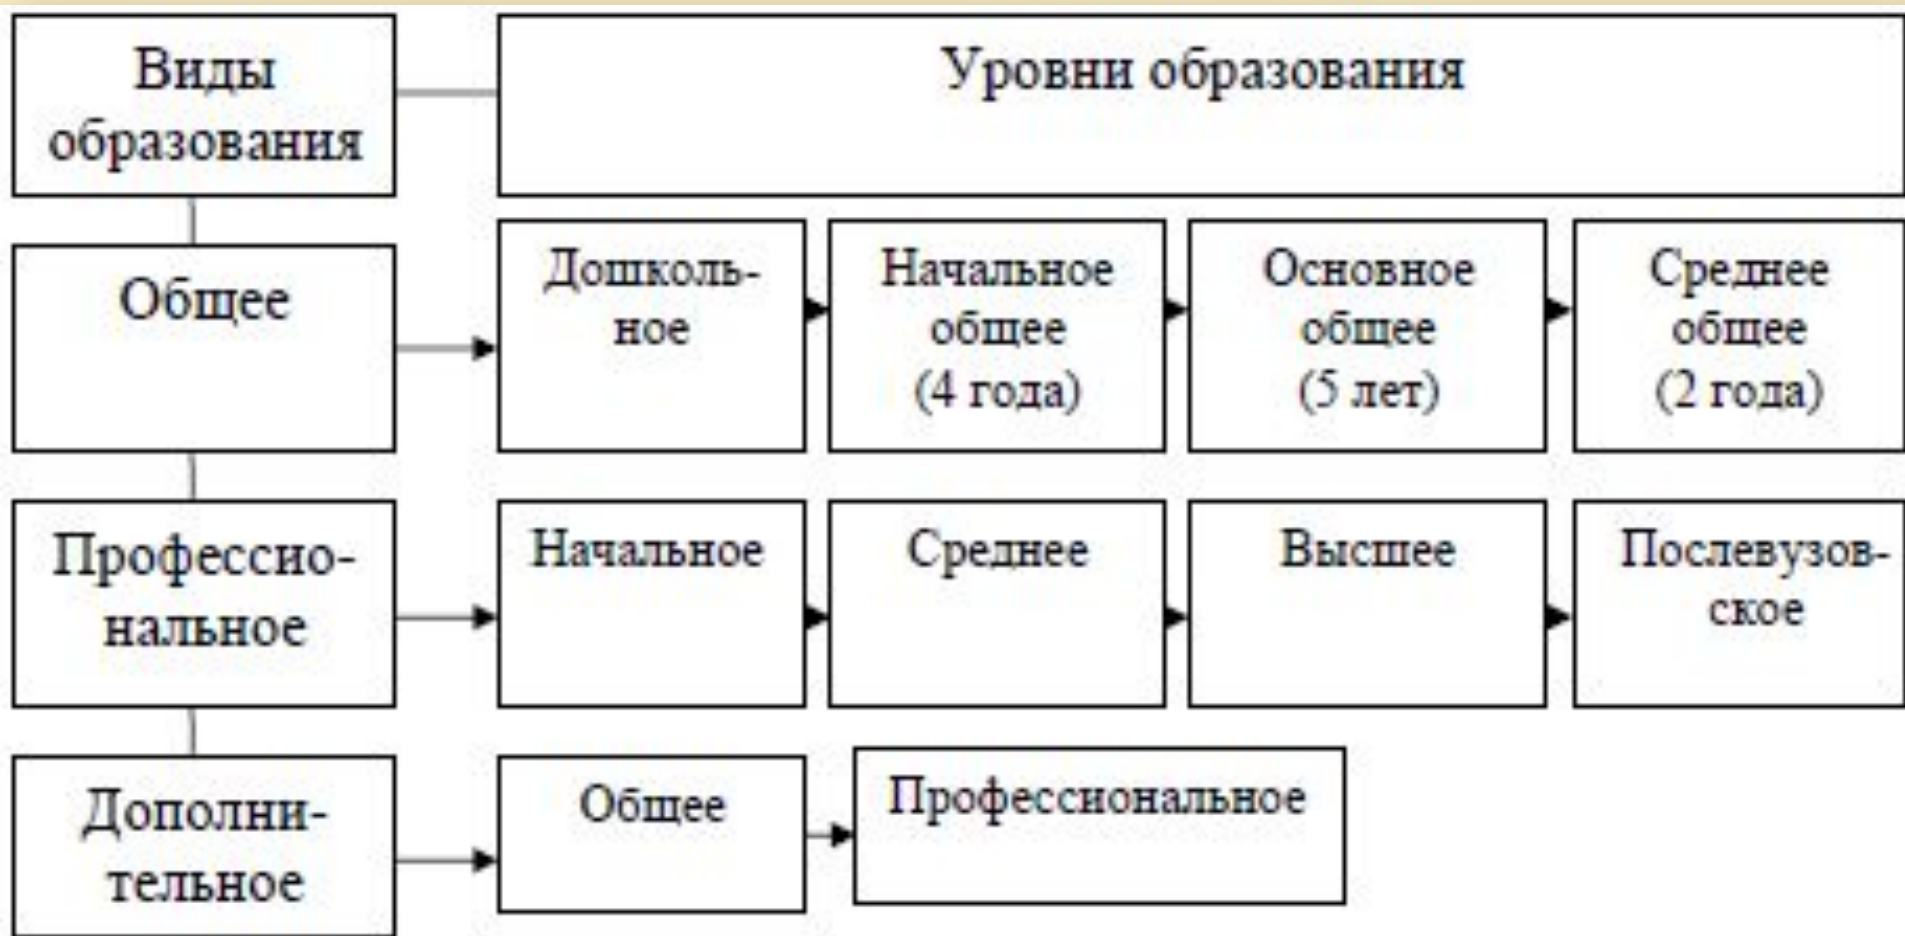 Виды
образования
Уровни образования
Общее
Дошколь-
ное
Начальное
общее
(4 года)
Основное
общее
(5 лет)
Среднее
общее
(2 года)
Профессио-
нальное
Начальное
Среднее
Высшее
Послевузов-
ское
Дополни-
тельное
Общее
Профессиональное